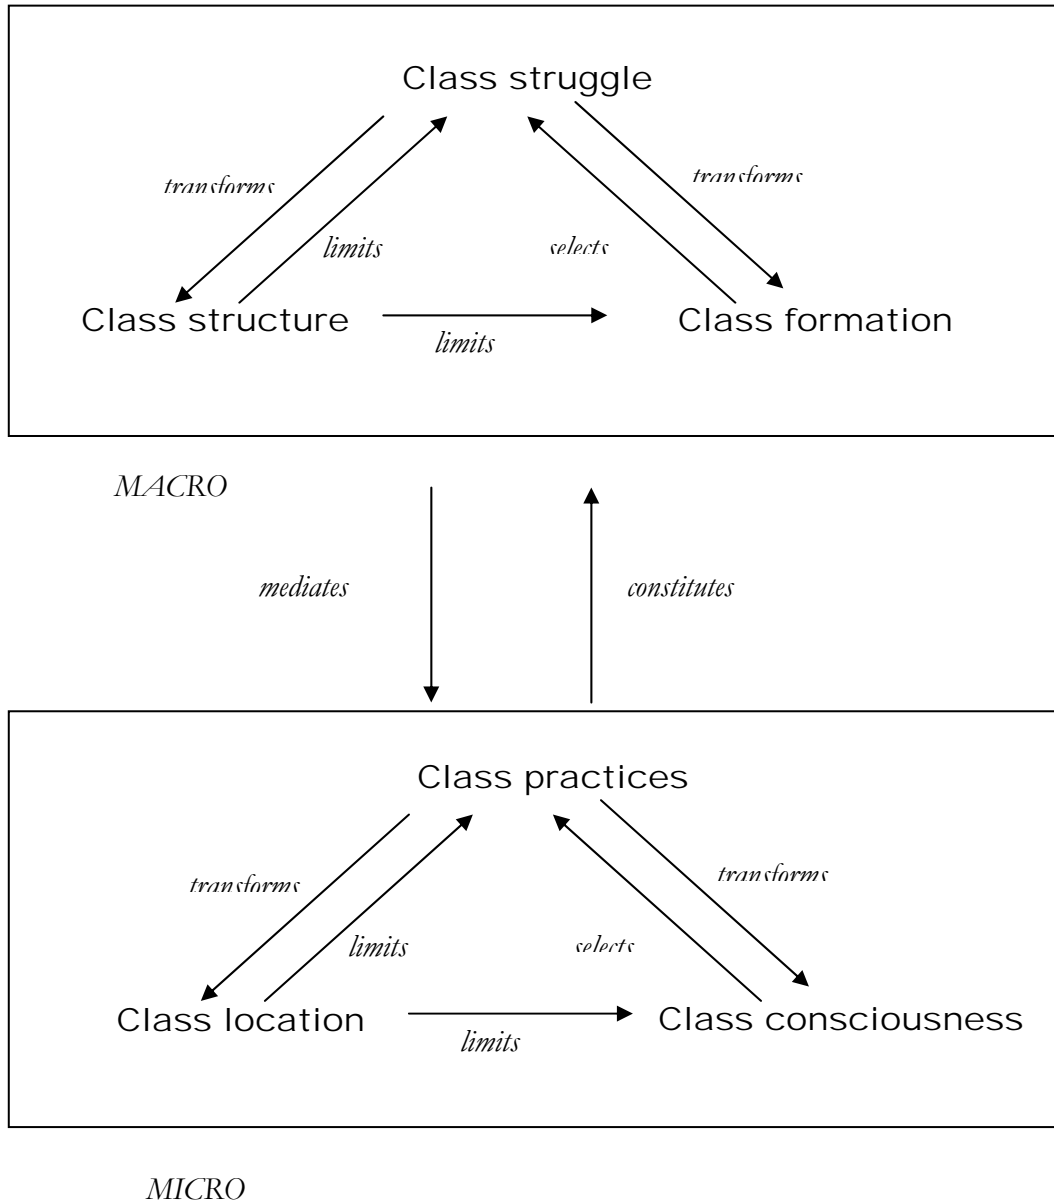 Class struggle
transforms
transforms
limits
selects
Class structure
Class formation
limits
MACRO
mediates
constitutes
Class practices
transforms
transforms
limits
selects
Class location
Class consciousness
limits
MICRO